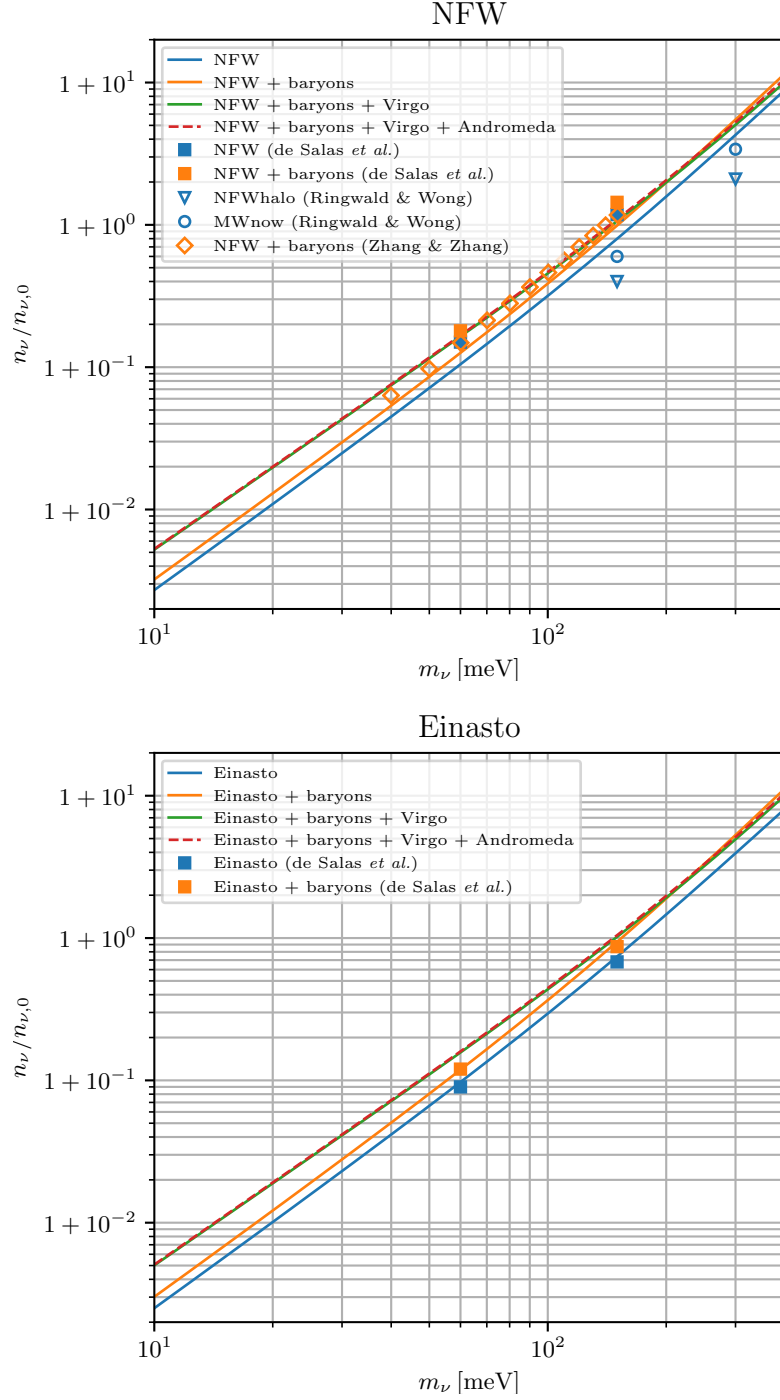 NFW
1 + 10^1
1 + 10^0
1 + 10^−1
1 + 10^−2
n_ν/n_ν,0
NFW
NFW + baryons
NFW + baryons + Virgo
NFW + baryons + Virgo + Andromeda
NFW (de Salas et al.)
NFW + baryons (de Salas et al.)
NFWhalo (Ringwald & Wong)
MWnow (Ringwald & Wong)
NFW + baryons (Zhang & Zhang)
10^1 10^2
m_ν [meV]
Einasto
1 + 10^1
1 + 10^0
1 + 10^−1
1 + 10^−2
n_ν/n_ν,0
Einasto
Einasto + baryons
Einasto + baryons + Virgo
Einasto + baryons + Virgo + Andromeda
Einasto (de Salas et al.)
Einasto + baryons (de Salas et al.)
10^1 10^2
m_ν [meV]